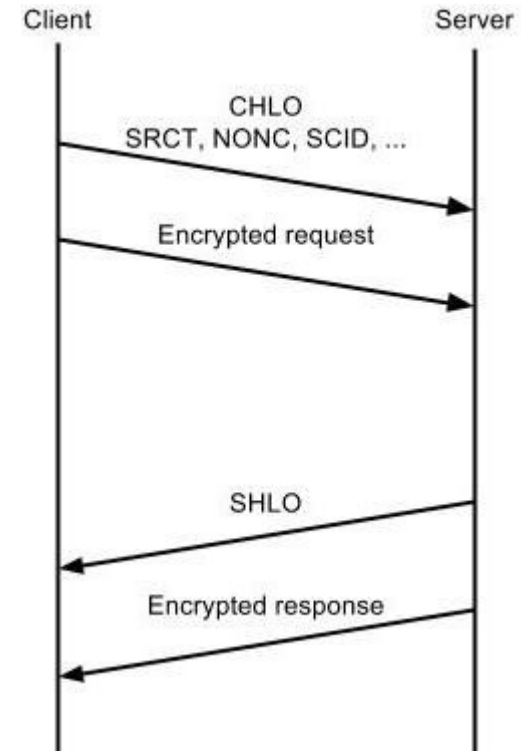 Client
Server
CHLO
SRCT, NONC, SCID, ...
Encrypted request
SHLO
Encrypted response